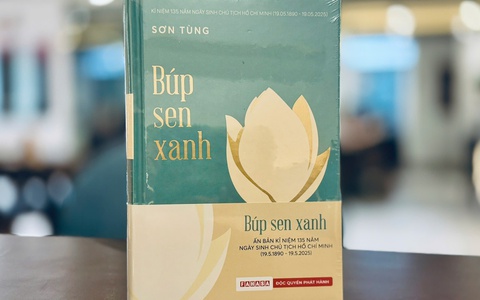 KỈ NIỆM 135 NĂM NGÀY SINH CHỦ TỊCH HỒ CHÍ MINH (19.05.1890 - 19.05.2025)
SƠN TÙNG
Búp
sen
xanh
Búp sen xanh
ẤN BẢN KỈ NIỆM 135 NĂM
NGÀY SINH CHỦ TỊCH HỒ CHÍ MINH
(19.5.1890 - 19.5.2025)
FAHASA ĐỘC QUYỀN PHÁT HÀNH